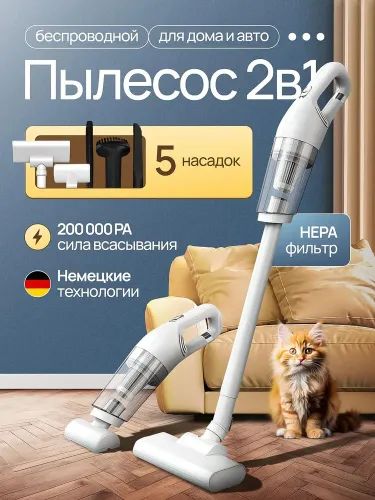 беспроводной
для дома и авто
Пылесос 2в1
5 насадок
200 000 PA
сила всасывания
HEPA
фильтр
Немецкие
технологии